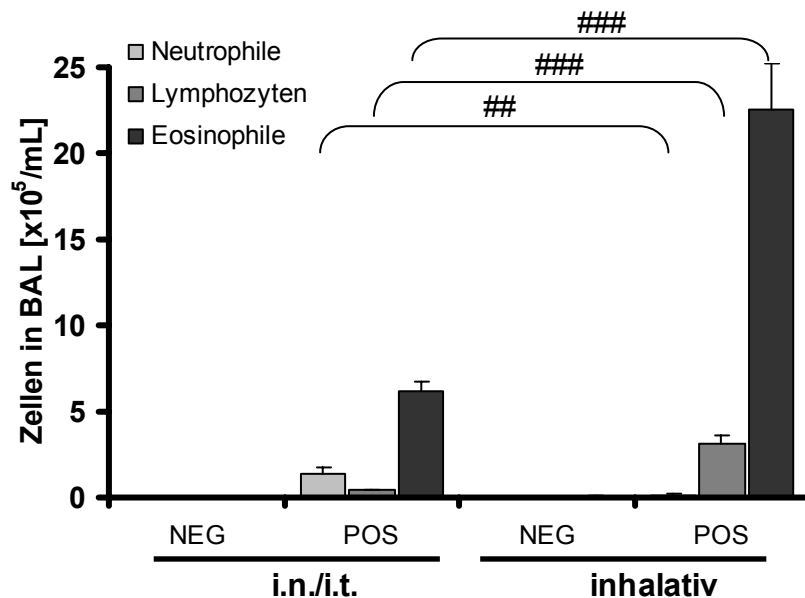 ###
Neutrophile
###
Lymphozyten
##
Eosinophile
Zellen in BAL [x10⁵/mL]
25
20
15
10
5
0
NEG POS NEG POS
i.n./i.t. inhalativ